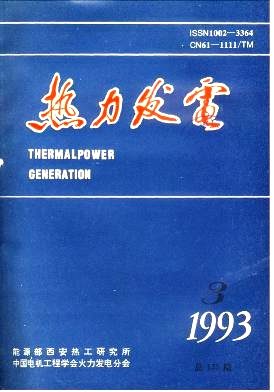 ISSN1002—3364
CN61—1111/TM
热力发电
THERMALPOWER
GENERATION
3
1993
能源部西安热工研究所
中国电机工程学会火力发电分会